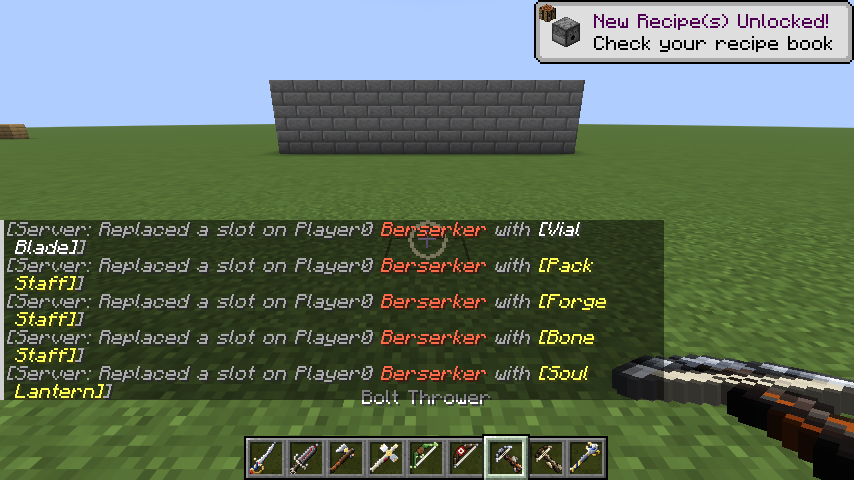 New Recipe(s) Unlocked!
Check your recipe book
[Server: Replaced a slot on Player0 Berserker with [Vial
Blade]]
[Server: Replaced a slot on Player0 Berserker with [Pack
Staff]]
[Server: Replaced a slot on Player0 Berserker with [Forge
Staff]]
[Server: Replaced a slot on Player0 Berserker with [Bone
Staff]]
[Server: Replaced a slot on Player0 Berserker with [Soul
Lantern]]
Bolt Thrower